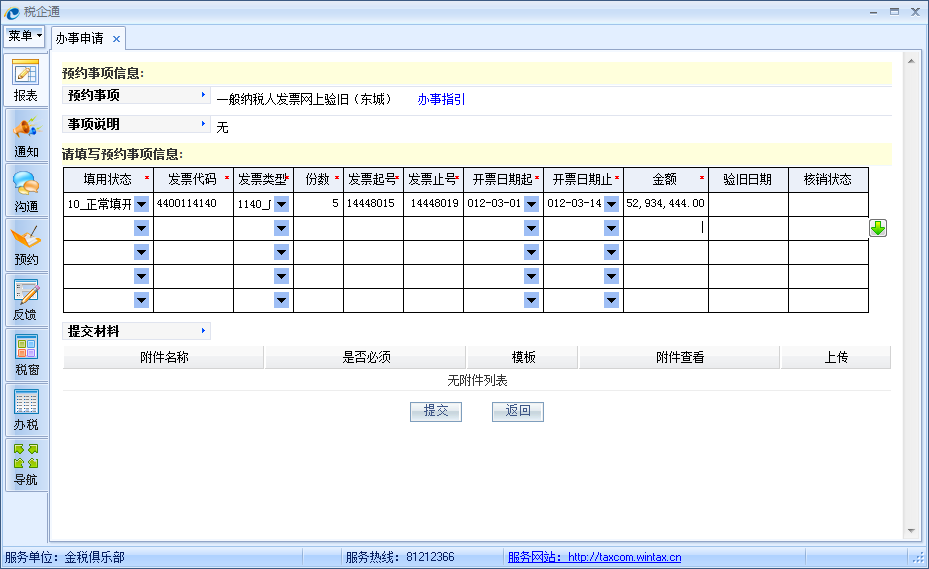 税企通
菜单
办事申请
报表
通知
沟通
预约
反馈
税窗
办税
导航
预约事项信息:
预约事项 一般纳税人发票网上验旧（东城） 办事指引
事项说明 无
请填写预约事项信息:
填用状态* 发票代码* 发票类型* 份数* 发票起号* 发票止号* 开票日期起* 开票日期止* 金额* 验旧日期 核销状态
10_正常填开 4400114140 1140_ 5 14448015 14448019 012-03-01 012-03-14 52,934,444.00
提交材料
附件名称 是否必须 模板 附件查看 上传
无附件列表
提交 返回
服务单位：金税俱乐部 服务热线：81212366 服务网站：http://taxcom.wintax.cn